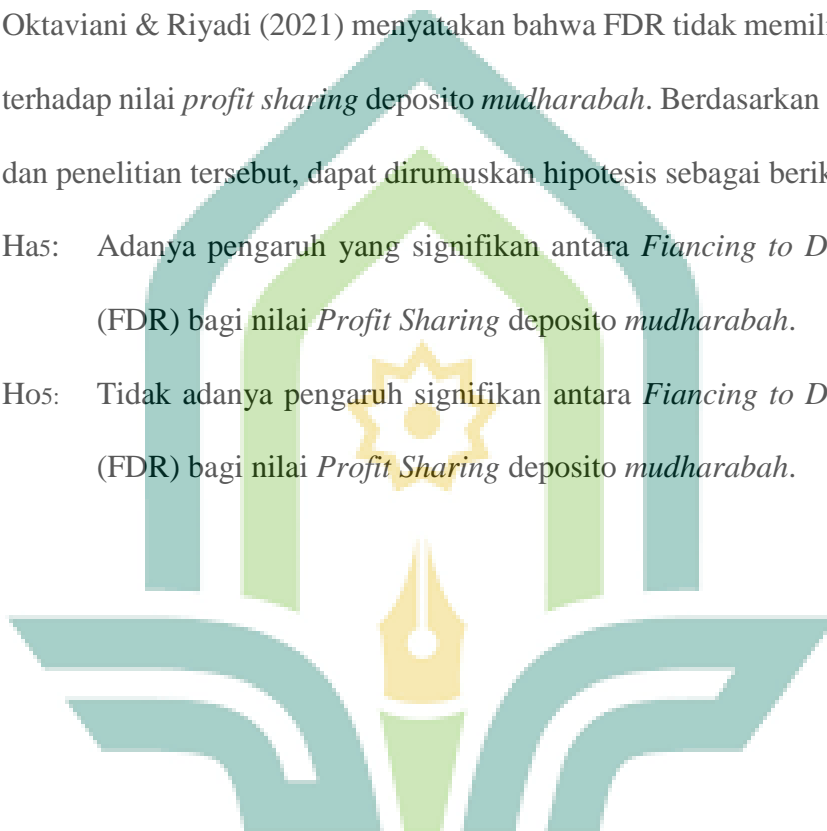 Oktaviani & Riyadi (2021) menyatakan bahwa FDR tidak memili
terhadap nilai profit sharing deposito mudharabah. Berdasarkan
dan penelitian tersebut, dapat dirumuskan hipotesis sebagai berik
Ha5: Adanya pengaruh yang signifikan antara Fiancing to D
(FDR) bagi nilai Profit Sharing deposito mudharabah.
Ho5: Tidak adanya pengaruh signifikan antara Fiancing to D
(FDR) bagi nilai Profit Sharing deposito mudharabah.